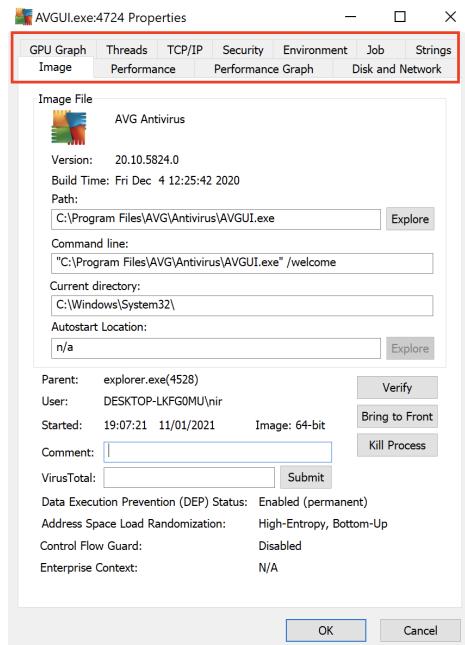 AVGUI.exe:4724 Properties
GPU Graph Threads TCP/IP Security Environment Job Strings
Image Performance Performance Graph Disk and Network
Image File
AVG Antivirus
Version: 20.10.5824.0
Build Time: Fri Dec 4 12:25:42 2020
Path:
C:\Program Files\AVG\Antivirus\AVGUI.exe Explore
Command line:
"C:\Program Files\AVG\Antivirus\AVGUI.exe" /welcome
Current directory:
C:\Windows\System32\
Autostart Location:
n/a Explore
Parent: explorer.exe(4528) Verify
User: DESKTOP-LKFG0MU\nir
Bring to Front
Started: 19:07:21 11/01/2021 Image: 64-bit
Kill Process
Comment:
VirusTotal: Submit
Data Execution Prevention (DEP) Status: Enabled (permanent)
Address Space Load Randomization: High-Entropy, Bottom-Up
Control Flow Guard: Disabled
Enterprise Context: N/A
OK Cancel